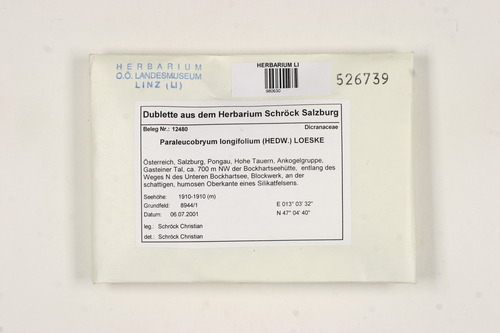 HERBARIUM
O.Ö. LANDESMUSEUM
LINZ (LI)
HERBARIUM LI
980630
526739
Dublette aus dem Herbarium Schröck Salzburg
Beleg Nr.: 12480 Dicranaceae
Paraleucobryum longifolium (HEDW.) LOESKE
Österreich, Salzburg, Pongau, Hohe Tauern, Ankogelgruppe,
Gasteiner Tal, ca. 700 m NW der Bockhartseehütte, entlang des
Weges N des Unteren Bockhartsee, Blockwerk, an der
schattigen, humosen Oberkante eines Silikatfelsens.
Seehöhe: 1910-1910 (m) E 013° 03' 32"
Grundfeld: 8944/1
Datum: 06.07.2001 N 47° 04' 40"
leg.: Schröck Christian
det.: Schröck Christian